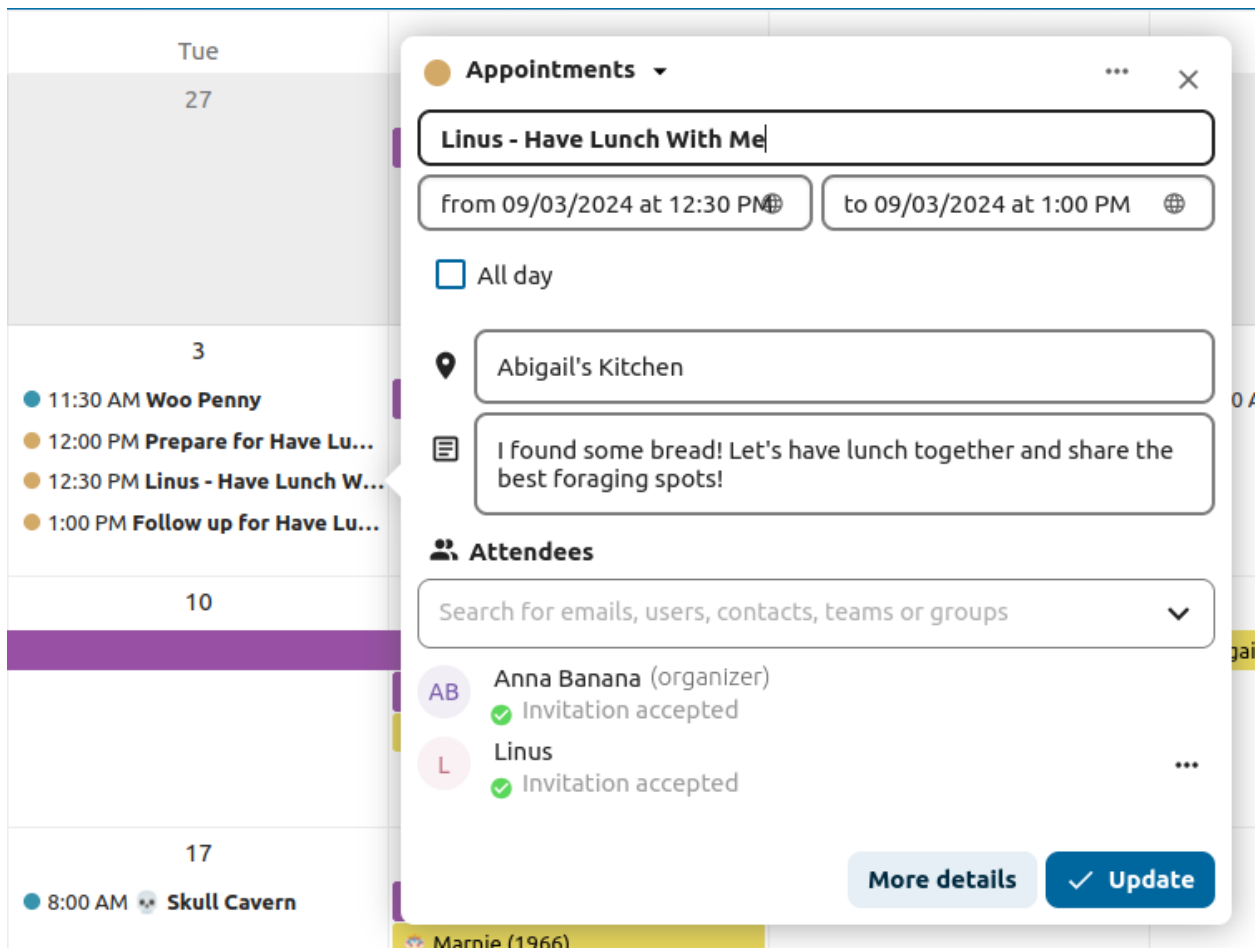 Tue
27
3
11:30 AM Woo Penny
12:00 PM Prepare for Have Lu...
12:30 PM Linus - Have Lunch W...
1:00 PM Follow up for Have Lu...
10
17
8:00 AM 💀 Skull Cavern
Appointments
Linus - Have Lunch With Me
from 09/03/2024 at 12:30 PM
to 09/03/2024 at 1:00 PM
All day
Abigail's Kitchen
I found some bread! Let's have lunch together and share the
best foraging spots!
Attendees
Search for emails, users, contacts, teams or groups
AB
Anna Banana (organizer)
Invitation accepted
L
Linus
Invitation accepted
More details
Update
Marnie (1966)